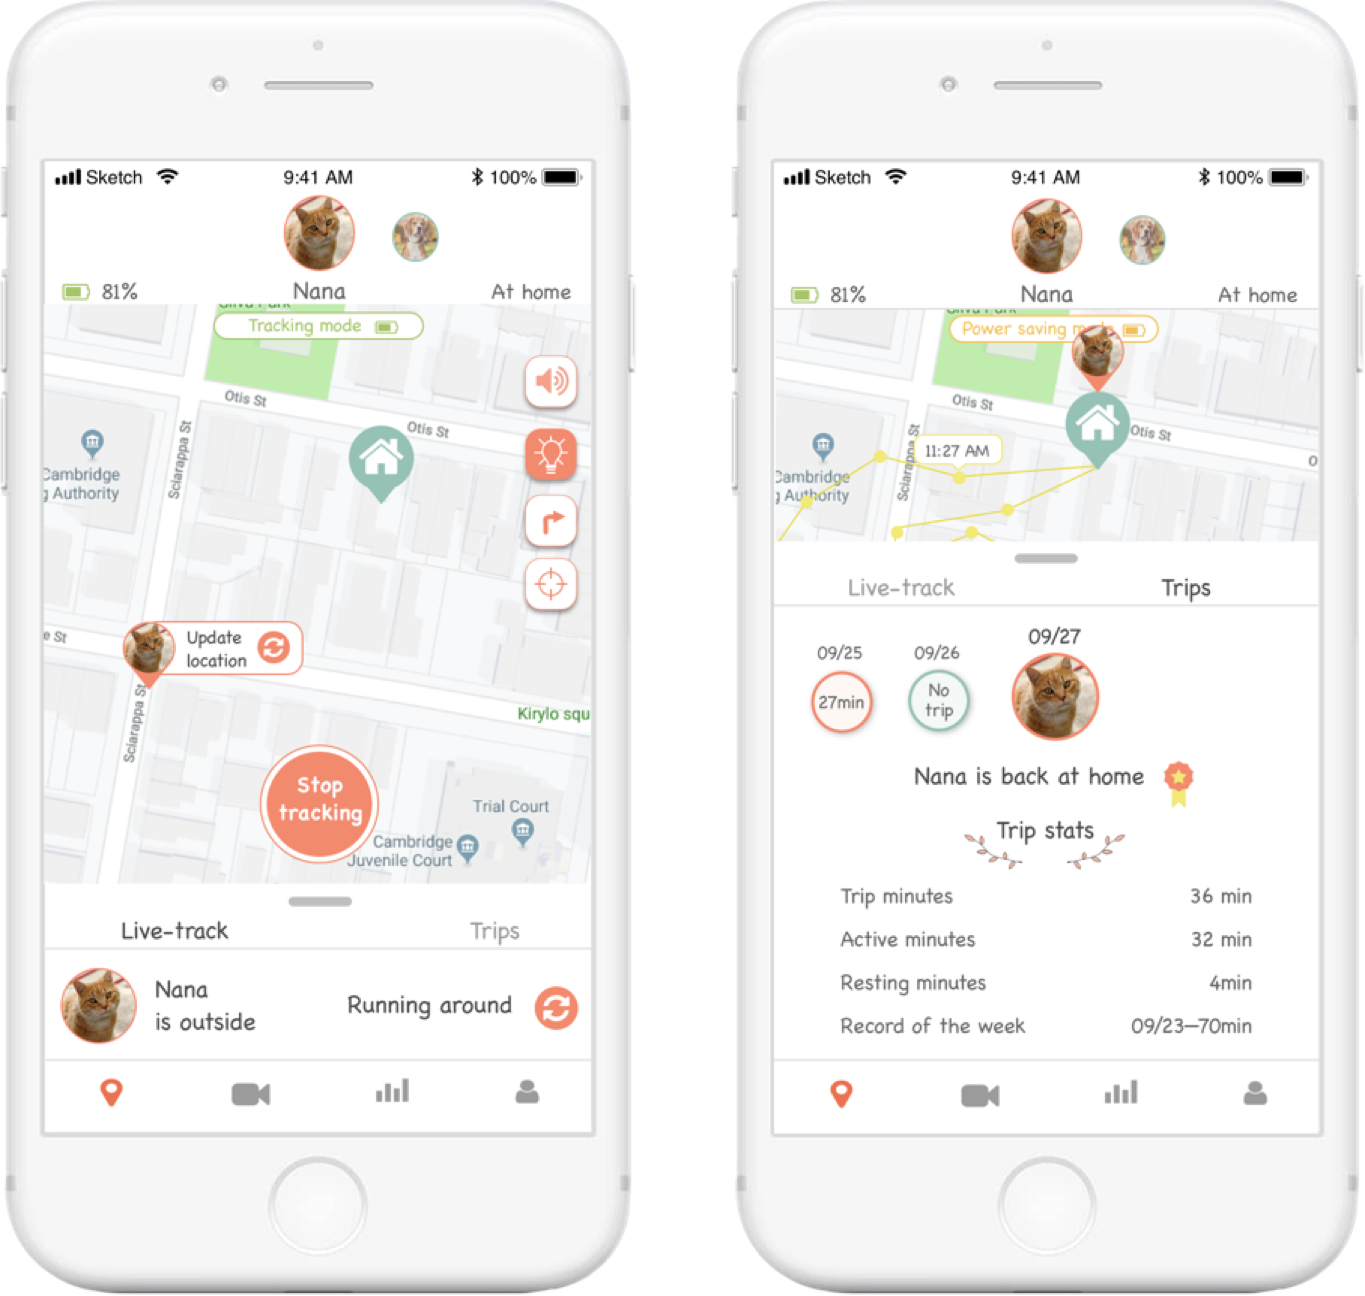 Sketch 9:41 AM 100%
81% Nana At home
Tracking mode
Otis St
Otis St
Sciarappa St
Cambridge
g Authority
e St
Update
location
Sciarappa St
Kirylo squ
Stop
tracking
Trial Court
Cambridge
Juvenile Court
Live-track Trips
Nana
is outside
Running around
Sketch 9:41 AM 100%
81% Nana At home
Power saving
Otis St
Otis St
O
Sciarappa St
11:27 AM
Cambridge
g Authority
Live-track Trips
09/25 09/26 09/27
27min
No
trip
Nana is back at home
Trip stats
Trip minutes 36 min
Active minutes 32 min
Resting minutes 4min
Record of the week 09/23—70min